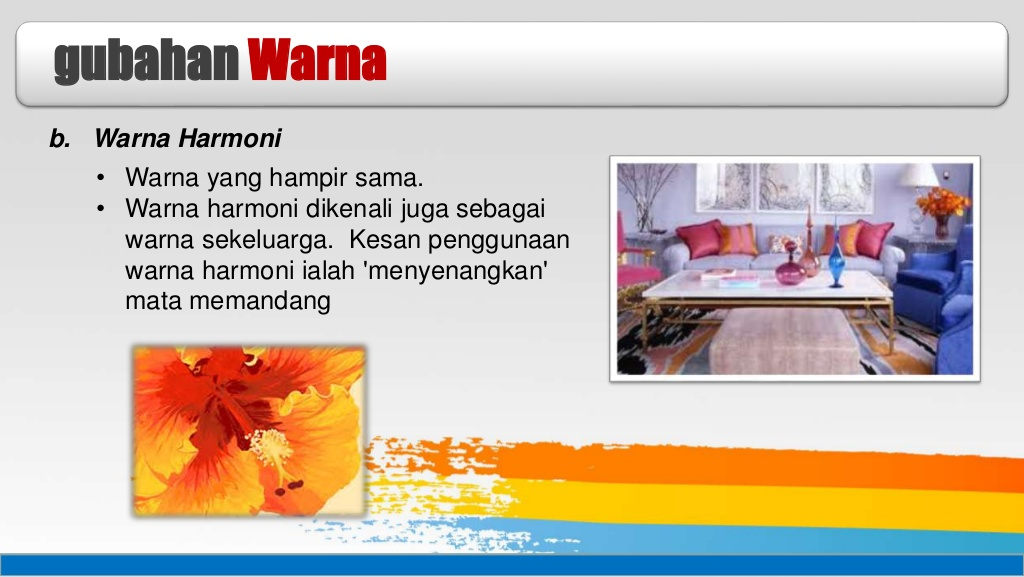 gubahan Warna
b. Warna Harmoni
• Warna yang hampir sama.
• Warna harmoni dikenali juga sebagai
warna sekeluarga. Kesan penggunaan
warna harmoni ialah 'menyenangkan'
mata memandang